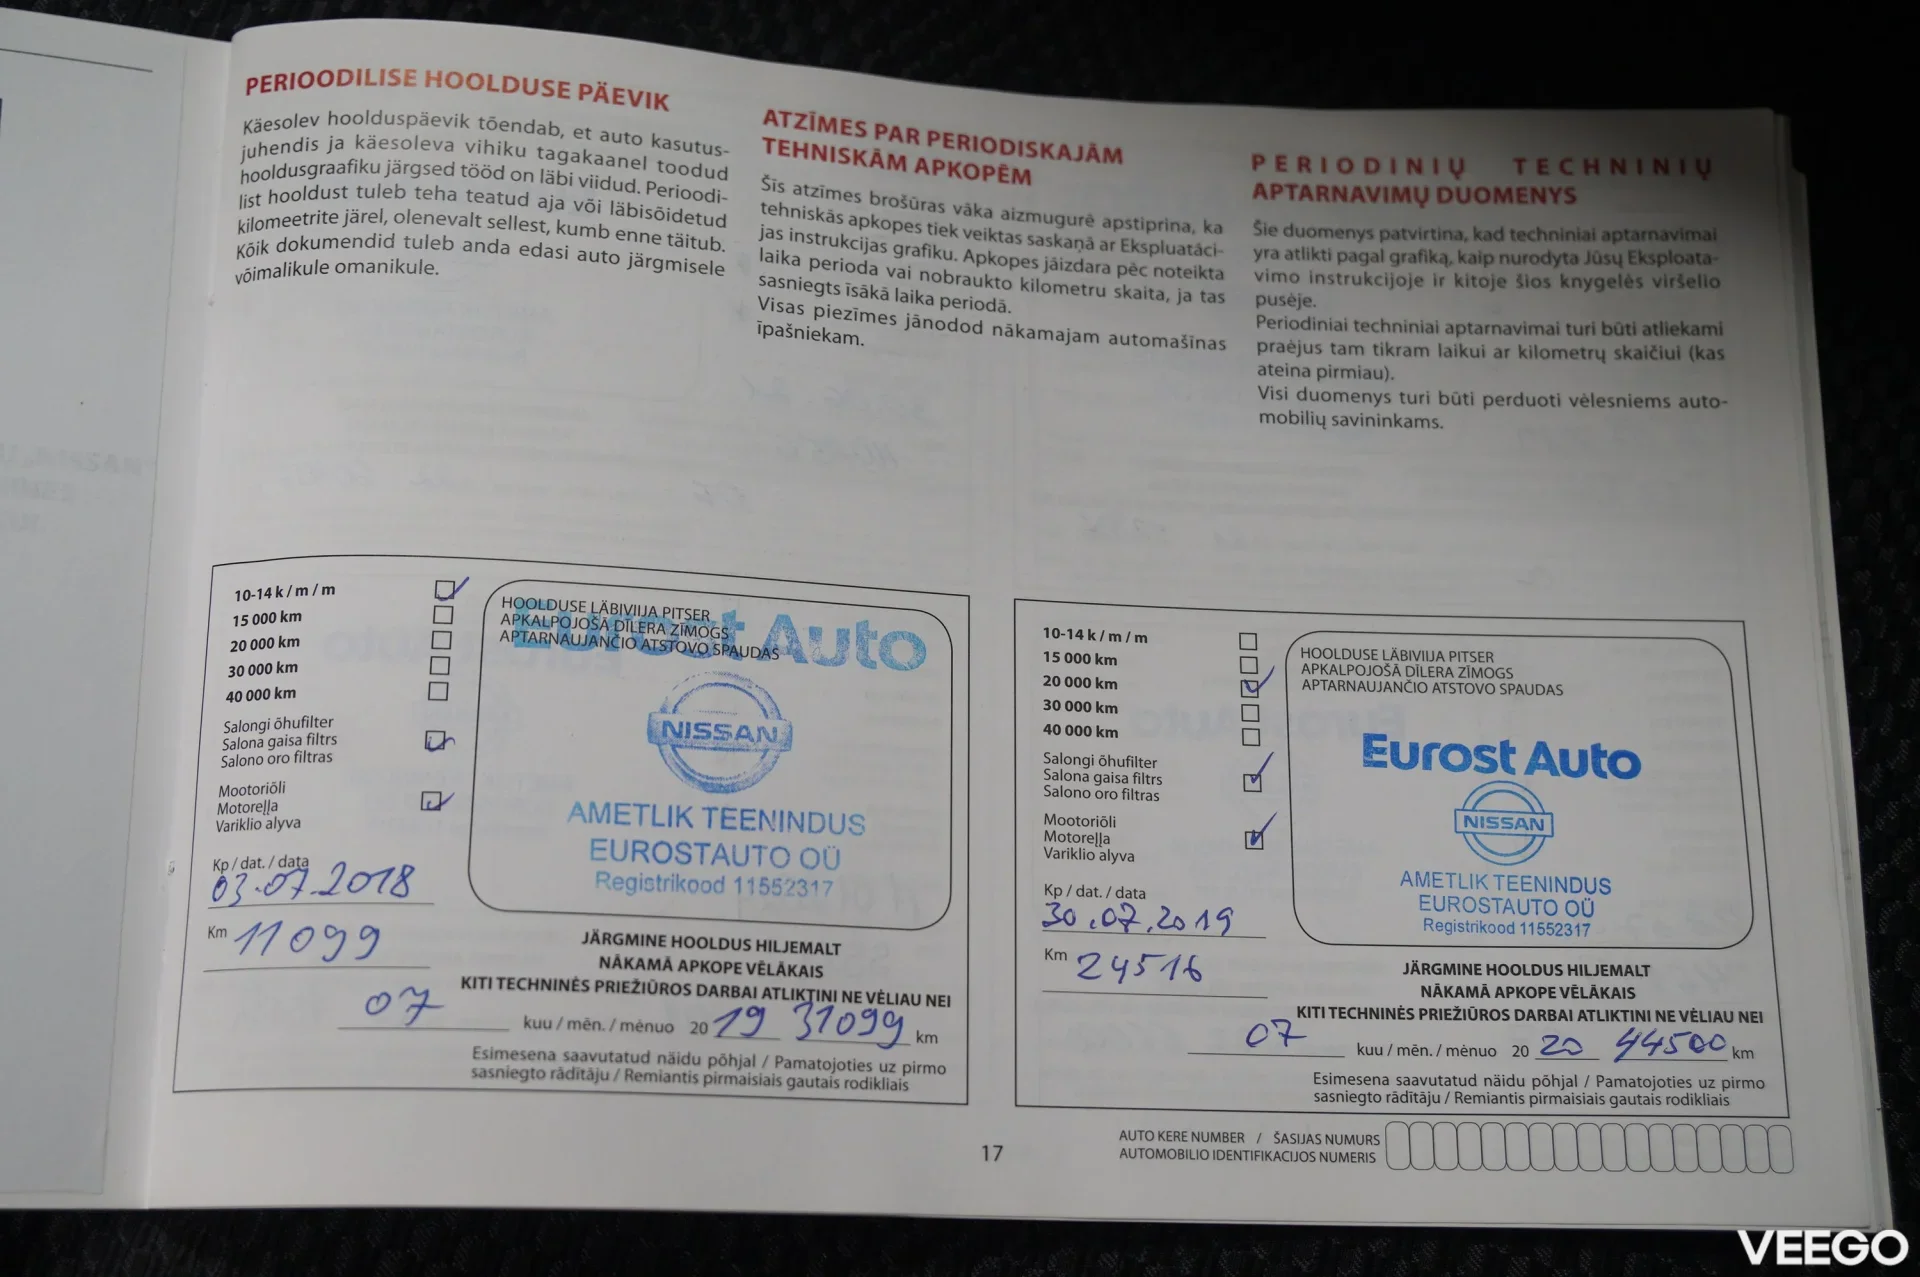 PERIOODILISE HOOLDUSE PÄEVIK
Käesolev hoolduspäevik tõendab, et auto kasutus-
juhendis ja käesoleva vihiku tagakaanel toodud
hooldusgraafiku järgsed tööd on läbi viidud. Perioodi-
list hooldust tuleb teha teatud aja või läbisõidetud
kilomeetrite järel, olenevalt sellest, kumb enne täitub.
Kõik dokumendid tuleb anda edasi auto järgmisele
võimalikule omanikule.
ATZĪMES PAR PERIODISKAJĀM
TEHNISKĀM APKOPĒM
Šīs atzīmes brošūras vāka aizmugurē apstiprina, ka
tehniskās apkopes tiek veiktas saskaņā ar Ekspluatāci-
jas instrukcijas grafiku. Apkopes jāizdara pēc noteikta
laika perioda vai nobraukto kilometru skaita, ja tas
sasniegts īsākā laika periodā.
Visas piezīmes jānodod nākamajam automašīnas
īpašniekam.
PERIODINIŲ TECHNINIŲ
APTARNAVIMŲ DUOMENYS
Šie duomenys patvirtina, kad techniniai aptarnavimai
yra atlikti pagal grafiką, kaip nurodyta Jūsų Eksploata-
vimo instrukcijoje ir kitoje šios knygelės viršelio
pusėje.
Periodiniai techniniai aptarnavimai turi būti atliekami
praėjus tam tikram laikui ar kilometrų skaičiui (kas
ateina pirmiau).
Visi duomenys turi būti perduoti vėlesniems auto-
mobilių savininkams.
10-14 k / m / m
15 000 km
20 000 km
30 000 km
40 000 km
Salongi õhufilter
Salona gaisa filtrs
Salono oro filtras
Mootoriõli
Motoreļļa
Variklio alyva
Kp / dat. / data
03.07.2018
Km 11099
HOOLDUSE LÄBIVIIJA PITSER
APKALPOJOŠĀ DĪLERA ZĪMOGS
APTARNAUJANČIO ATSTOVO SPAUDAS
Eurost Auto
NISSAN
AMETLIK TEENINDUS
EUROSTAUTO OÜ
Registrikood 11552317
JÄRGMINE HOOLDUS HILJEMALT
NĀKAMĀ APKOPE VĒLĀKAIS
KITI TECHNINĖS PRIEŽIŪROS DARBAI ATLIKTINI NE VĖLIAU NEI
07 kuu / mēn. / mėnuo 20 19 31099 km
Esimesena saavutatud näidu põhjal / Pamatojoties uz pirmo
sasniegto rādītāju / Remiantis pirmaisiais gautais rodikliais
10-14 k / m / m
15 000 km
20 000 km
30 000 km
40 000 km
Salongi õhufilter
Salona gaisa filtrs
Salono oro filtras
Mootoriõli
Motoreļļa
Variklio alyva
Kp / dat. / data
30.07.2019
Km 24516
HOOLDUSE LÄBIVIIJA PITSER
APKALPOJOŠĀ DĪLERA ZĪMOGS
APTARNAUJANČIO ATSTOVO SPAUDAS
Eurost Auto
NISSAN
AMETLIK TEENINDUS
EUROSTAUTO OÜ
Registrikood 11552317
JÄRGMINE HOOLDUS HILJEMALT
NĀKAMĀ APKOPE VĒLĀKAIS
KITI TECHNINĖS PRIEŽIŪROS DARBAI ATLIKTINI NE VĖLIAU NEI
07 kuu / mēn. / mėnuo 20 20 44500 km
Esimesena saavutatud näidu põhjal / Pamatojoties uz pirmo
sasniegto rādītāju / Remiantis pirmaisiais gautais rodikliais
17
AUTO KERE NUMBER / ŠASIJAS NUMURS
AUTOMOBILIO IDENTIFIKACIJOS NUMERIS
VEEGO